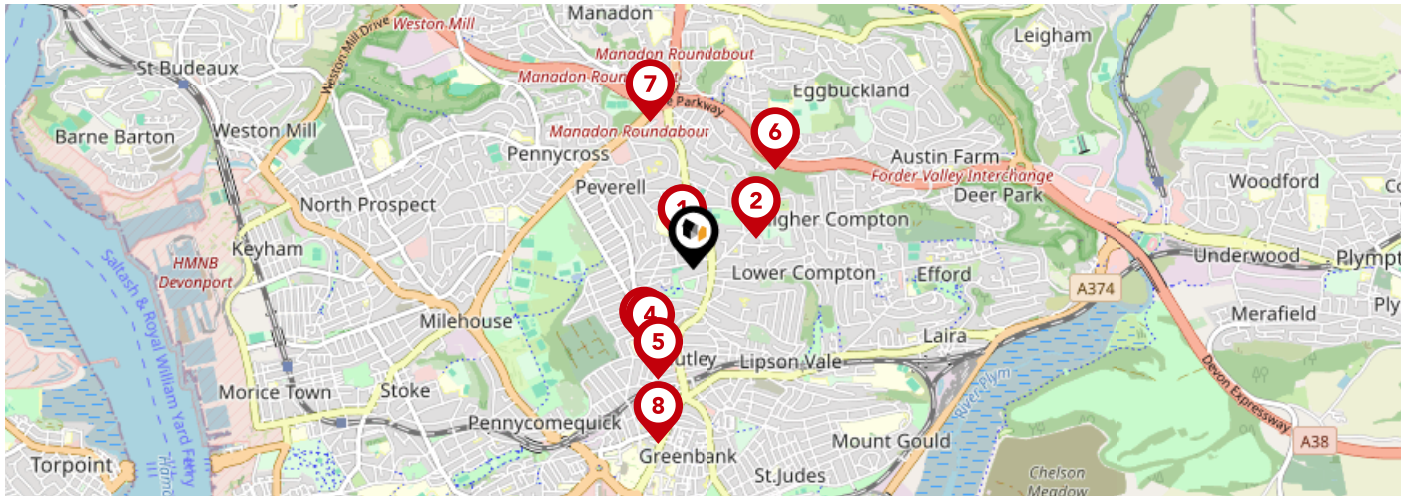 Manadon
Weston Mill
Weston Mill Drive
Leigham
Manadon Roundabout
St Budeaux
Manadon
7
Parkway
Eggbuckland
6
Barne Barton
Weston Mill
Manadon Roundabout
Pennycross
Austin Farm
Forder Valley Interchange
Peverell
Deer Park
Woodford
North Prospect
1
2
Higher Compton
Keyham
HMNB
Devonport
Saltash & Royal William Yard Ferry
Lower Compton
Efford
Underwood
A374
Merafield
4
Milehouse
5
Laira
Lipson Vale
Devon Expressway
River Plym
Morice Town
Stoke
8
Pennycomequick
Mount Gould
A38
Greenbank
Torpoint
St.Judes
Chelson
Meadow